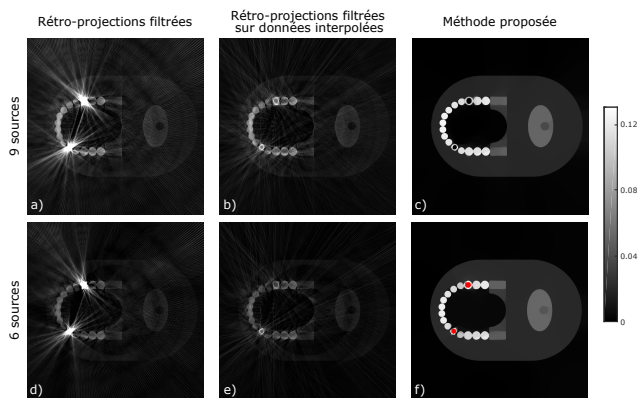 Rétro-projections filtrées
Rétro-projections filtrées
sur données interpolées
Méthode proposée
9 sources
a)
b)
c)
0.12
0.08
0.04
0
6 sources
d)
e)
f)